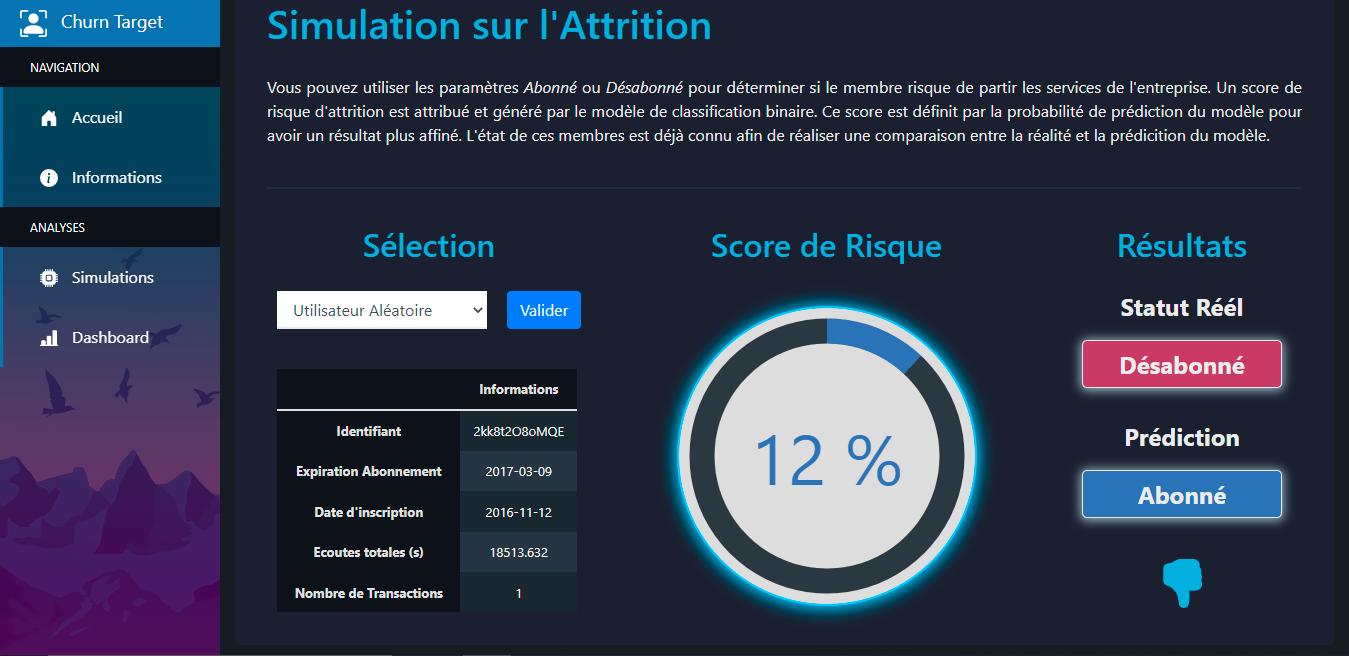 Churn Target
NAVIGATION
Accueil
Informations
ANALYSES
Simulations
Dashboard
Simulation sur l'Attrition
Vous pouvez utiliser les paramètres Abonné ou Désabonné pour déterminer si le membre risque de partir les services de l'entreprise. Un score de
risque d'attrition est attribué et généré par le modèle de classification binaire. Ce score est définit par la probabilité de prédiction du modèle pour
avoir un résultat plus affiné. L'état de ces membres est déjà connu afin de réaliser une comparaison entre la réalité et la prédicition du modèle.
Sélection
Utilisateur Aléatoire
Valider
Informations
Identifiant 2kk8t2O8oMQE
Expiration Abonnement 2017-03-09
Date d'inscription 2016-11-12
Ecoutes totales (s) 18513.632
Nombre de Transactions 1
Score de Risque
12 %
Résultats
Statut Réél
Désabonné
Prédiction
Abonné